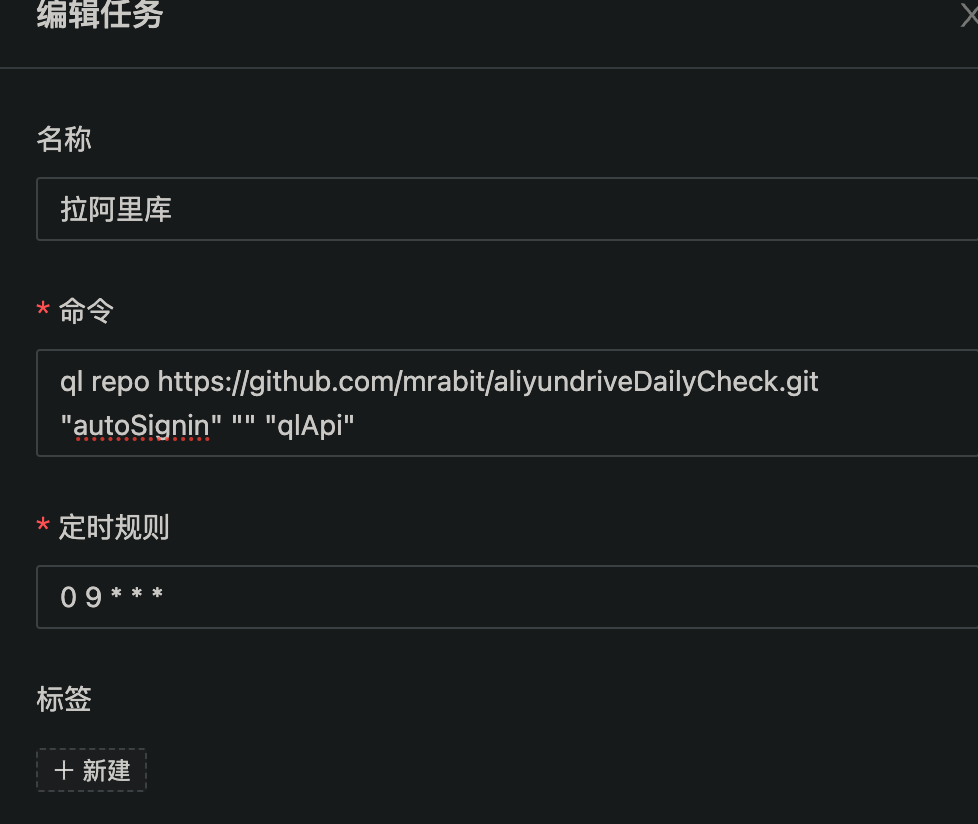 编辑任务
名称
拉阿里库
* 命令
ql repo https://github.com/mrabit/aliyundriveDailyCheck.git
"autoSignin" "" "qlApi"
* 定时规则
0 9 * * *
标签
+ 新建